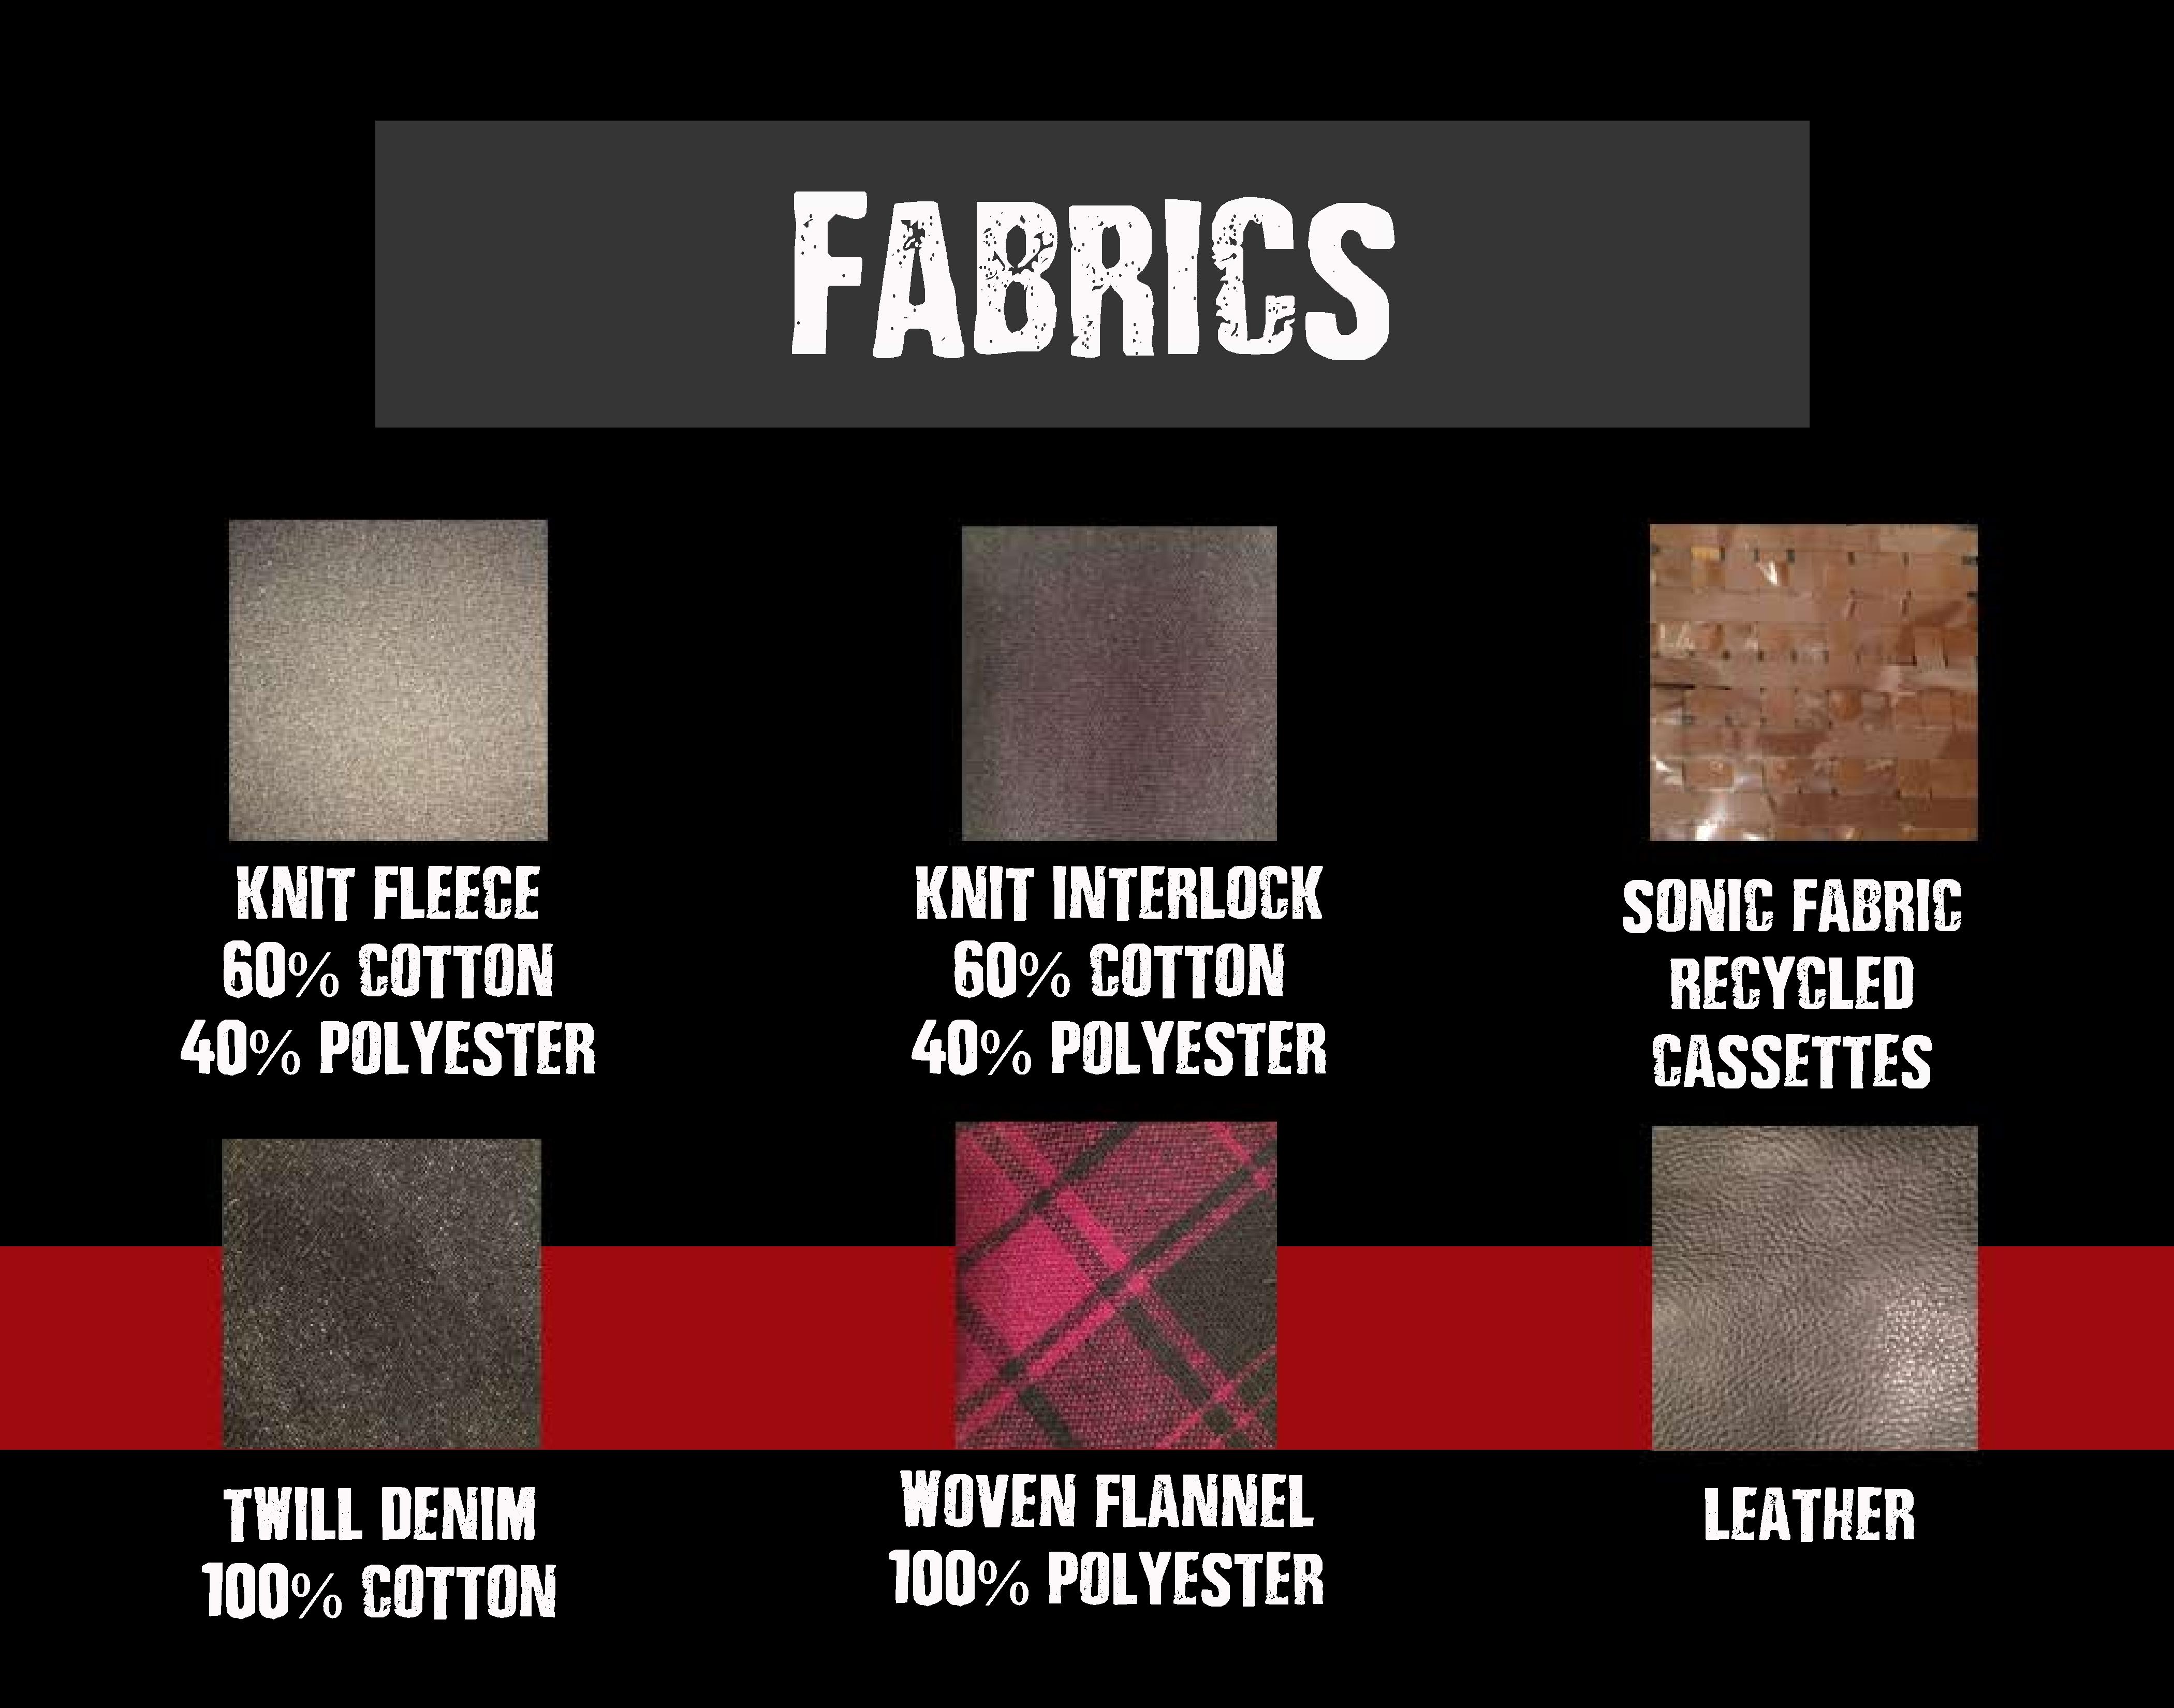 FABRICS
KNIT FLEECE
60% COTTON
40% POLYESTER
KNIT INTERLOCK
60% COTTON
40% POLYESTER
SONIC FABRIC
RECYCLED
CASSETTES
TWILL DENIM
100% COTTON
WOVEN FLANNEL
100% POLYESTER
LEATHER